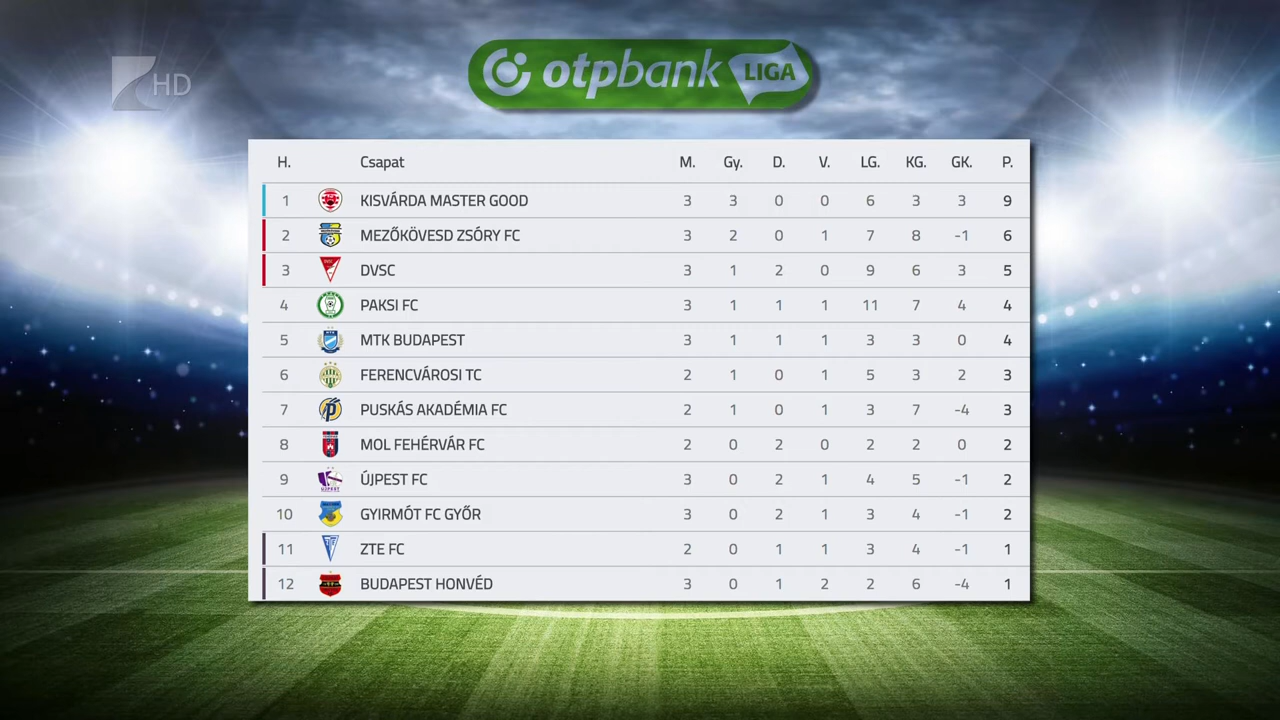 HD
otpbank LIGA
H. Csapat M. Gy. D. V. LG. KG. GK. P.
1 KISVÁRDA MASTER GOOD 3 3 0 0 6 3 3 9
2 MEZŐKÖVESD ZSÓRY FC 3 2 0 1 7 8 -1 6
3 DVSC 3 1 2 0 9 6 3 5
4 PAKSI FC 3 1 1 1 11 7 4 4
5 MTK BUDAPEST 3 1 1 1 3 3 0 4
6 FERENCVÁROSI TC 2 1 0 1 5 3 2 3
7 PUSKÁS AKADÉMIA FC 2 1 0 1 3 7 -4 3
8 MOL FEHÉRVÁR FC 2 0 2 0 2 2 0 2
9 ÚJPEST FC 3 0 2 1 4 5 -1 2
10 GYIRMÓT FC GYŐR 3 0 2 1 3 4 -1 2
11 ZTE FC 2 0 1 1 3 4 -1 1
12 BUDAPEST HONVÉD 3 0 1 2 2 6 -4 1